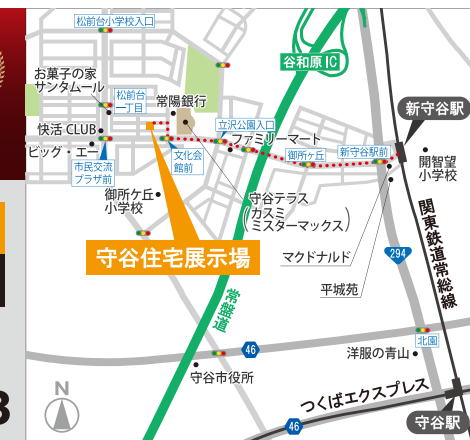 松前台小学校入口
谷和原IC
お菓子の家
サンタムール
松前台
一丁目
常陽銀行
立沢公園入口
新守谷駅
快活CLUB
ファミリーマート
新守谷駅前
ビッグ・エー
御所ヶ丘
開智望
小学校
市民交流
プラザ前
文化会
館前
御所ケ丘
小学校
守谷テラス
カスミ
ミスターマックス
守谷住宅展示場
マクドナルド
294
関東鉄道常総線
平城苑
常盤道
北園
46
洋服の青山
守谷市役所
N
つくばエクスプレス
46
守谷駅
3